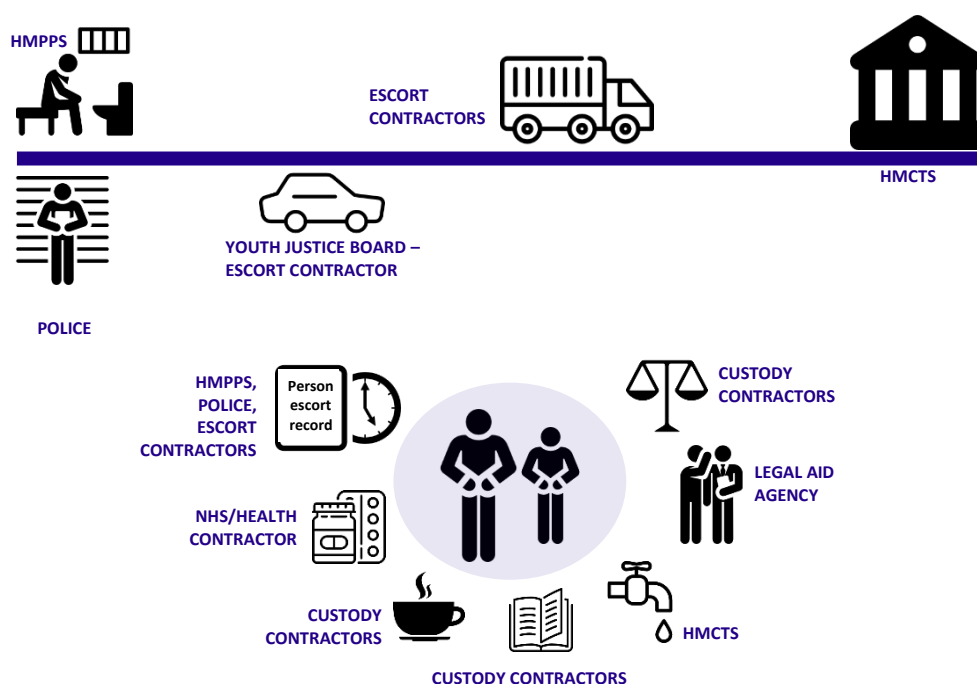 HMPPS
ESCORT
CONTRACTORS
HMCTS
YOUTH JUSTICE BOARD –
ESCORT CONTRACTOR
POLICE
HMPPS,
POLICE,
ESCORT
CONTRACTORS
Person
escort
record
CUSTODY
CONTRACTORS
LEGAL AID
AGENCY
NHS/HEALTH
CONTRACTOR
CUSTODY
CONTRACTORS
HMCTS
CUSTODY CONTRACTORS